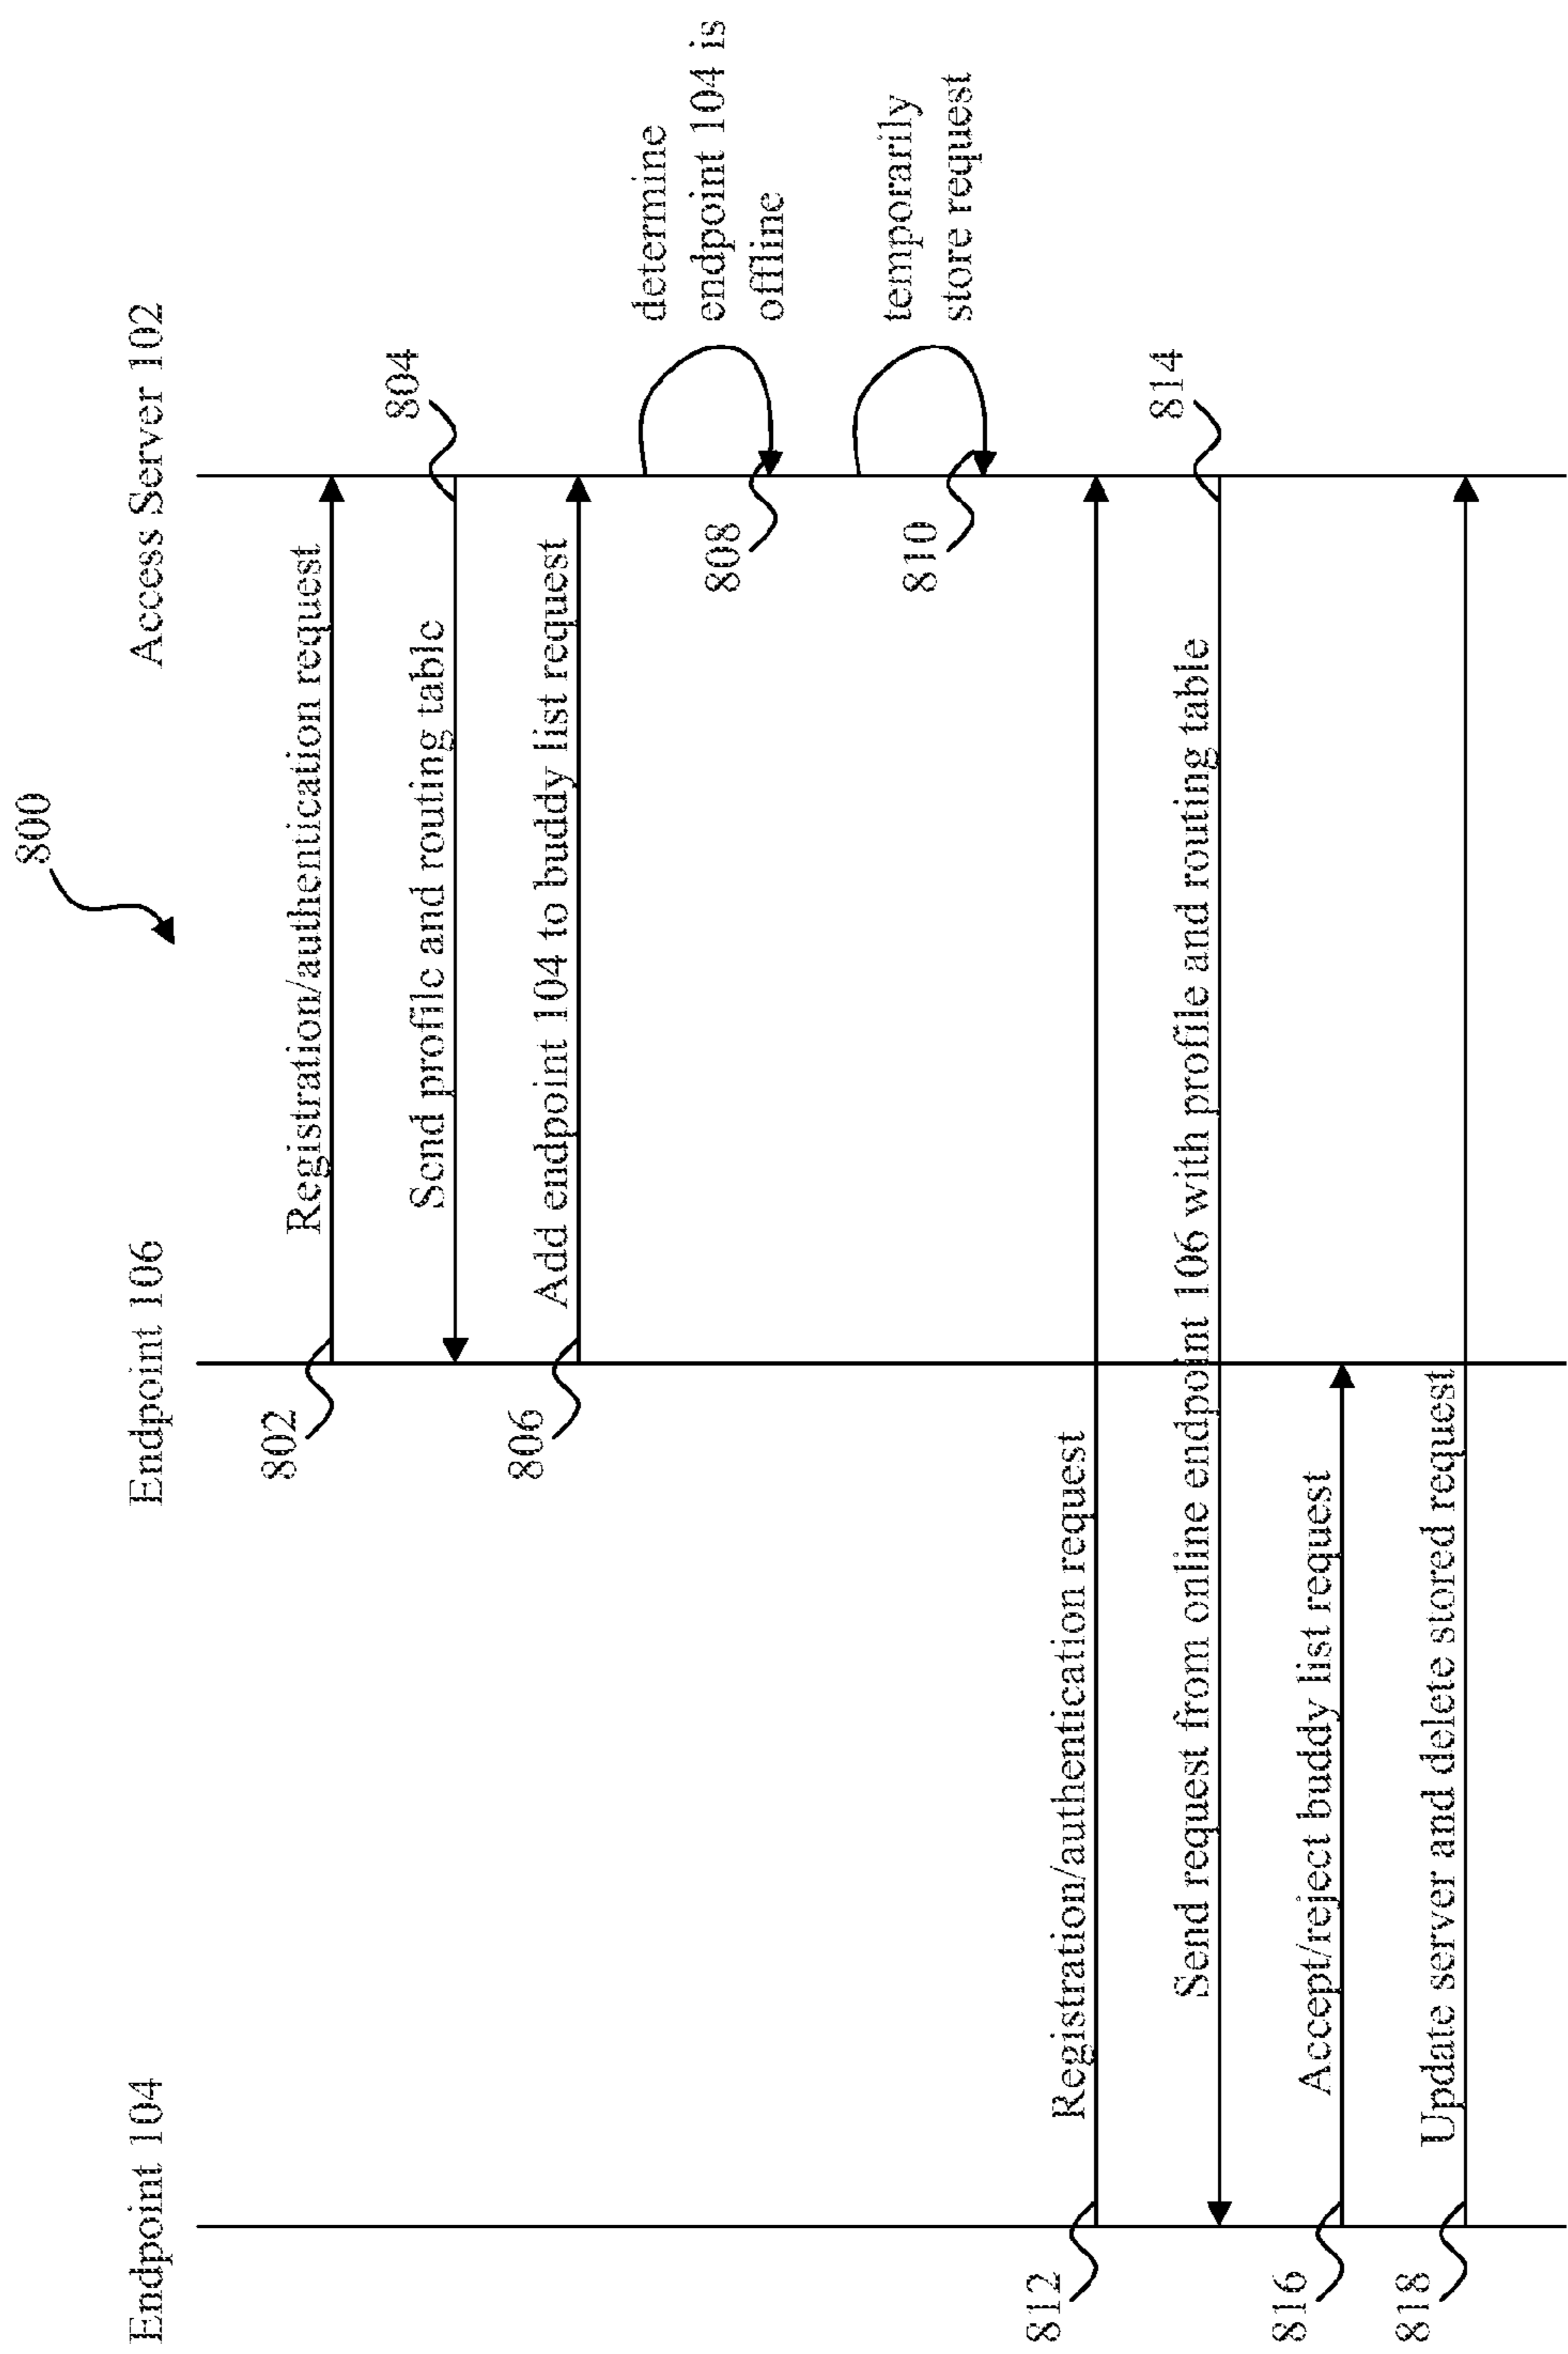 800
Endpoint 104
Endpoint 106
Access Server 102
Registration/authentication request
802
Send profile and routing table
804
Add endpoint 104 to buddy list request
806
determine
endpoint 104 is
offline
808
temporarily
store request
810
Registration/authentication request
812
Send request from online endpoint 106 with profile and routing table
814
Accept/reject buddy list request
816
Update server and delete stored request
818